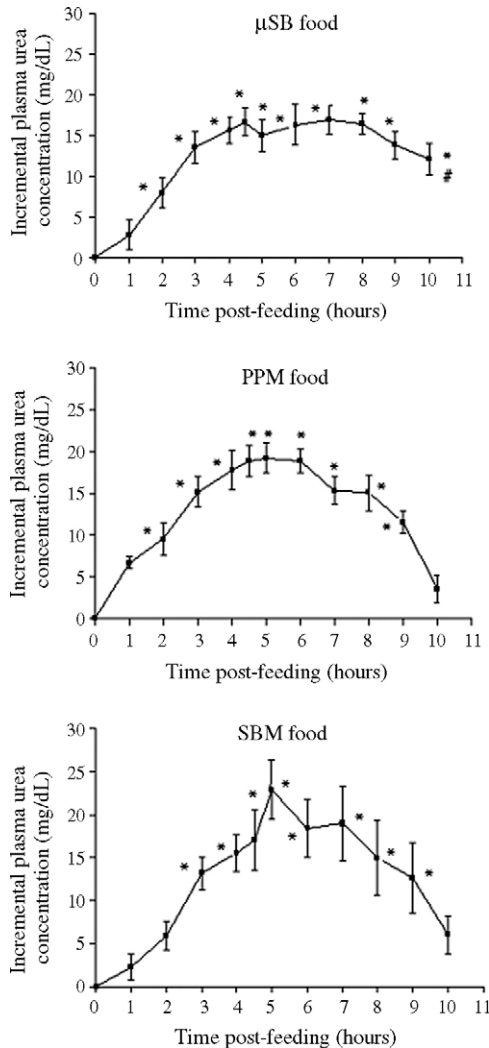 μSB food
Incremental plasma urea
concentration (mg/dL)
30
25
20
15
10
5
0
* * * * * * * * * * *
#
0 1 2 3 4 5 6 7 8 9 10 11
Time post-feeding (hours)
PPM food
Incremental plasma urea
concentration (mg/dL)
30
25
20
15
10
5
0
* * * * * * * * *
0 1 2 3 4 5 6 7 8 9 10 11
Time post-feeding (hours)
SBM food
Incremental plasma urea
concentration (mg/dL)
30
25
20
15
10
5
0
* * * * * * * *
0 1 2 3 4 5 6 7 8 9 10 11
Time post-feeding (hours)